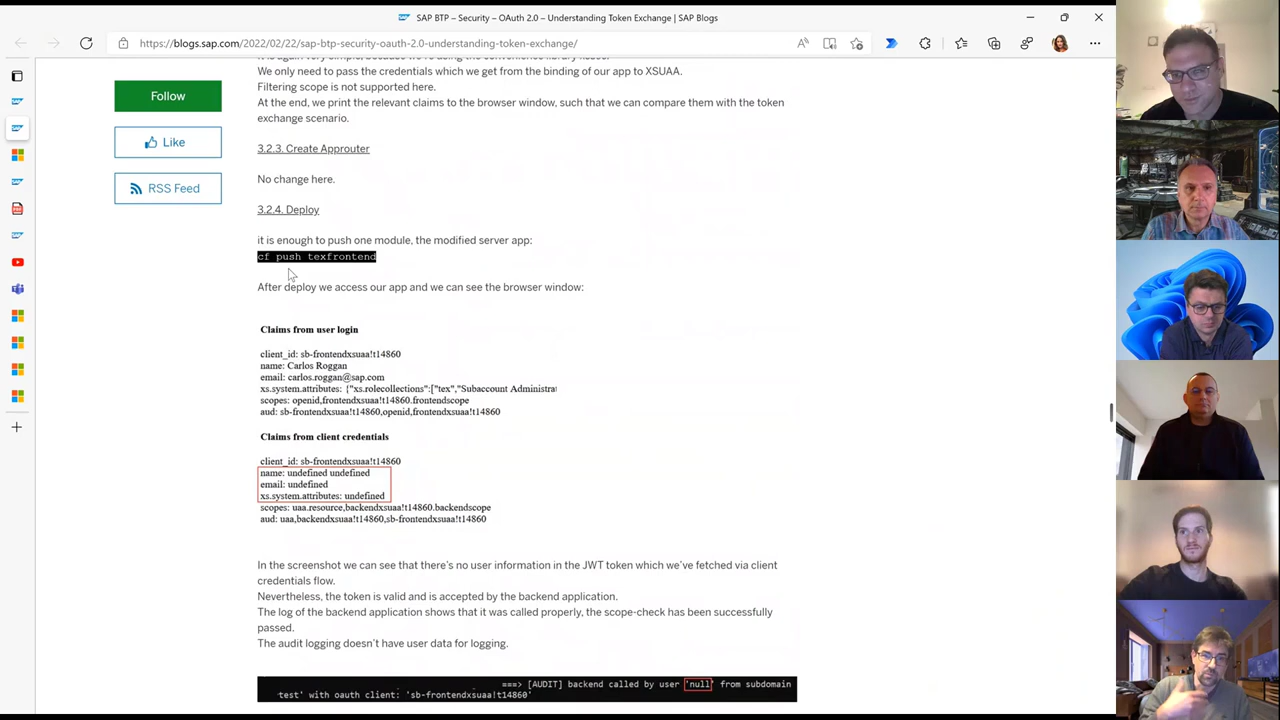 SAP BTP – Security – OAuth 2.0 – Understanding Token Exchange | SAP Blogs
https://blogs.sap.com/2022/02/22/sap-btp-security-oauth-2.0-understanding-token-exchange/
We only need to pass the credentials which we get from the binding of our app to XSUAA.
Filtering scope is not supported here.
At the end, we print the relevant claims to the browser window, such that we can compare them with the token
exchange scenario.
Follow
Like
RSS Feed
3.2.3. Create Approuter
No change here.
3.2.4. Deploy
it is enough to push one module, the modified server app:
cf push texfrontend
After deploy we access our app and we can see the browser window:
Claims from user login
client_id: sb-frontendxsuaa!t14860
name: Carlos Roggan
email: carlos.roggan@sap.com
xs.system.attributes: {"xs.rolecollections":["tex","Subaccount Administra
scopes: openid,frontendxsuaa!t14860.frontendscope
aud: sb-frontendxsuaa!t14860,openid,frontendxsuaa!t14860
Claims from client credentials
client_id: sb-frontendxsuaa!t14860
name: undefined undefined
email: undefined
xs.system.attributes: undefined
scopes: uaa.resource,backendxsuaa!t14860.backendscope
aud: uaa,backendxsuaa!t14860,sb-frontendxsuaa!t14860
In the screenshot we can see that there's no user information in the JWT token which we've fetched via client
credentials flow.
Nevertheless, the token is valid and is accepted by the backend application.
The log of the backend application shows that it was called properly, the scope-check has been successfully
passed.
The audit logging doesn't have user data for logging.
===> [AUDIT] backend called by user 'null' from subdomain
test' with oauth client: 'sb-frontendxsuaa!t14860'